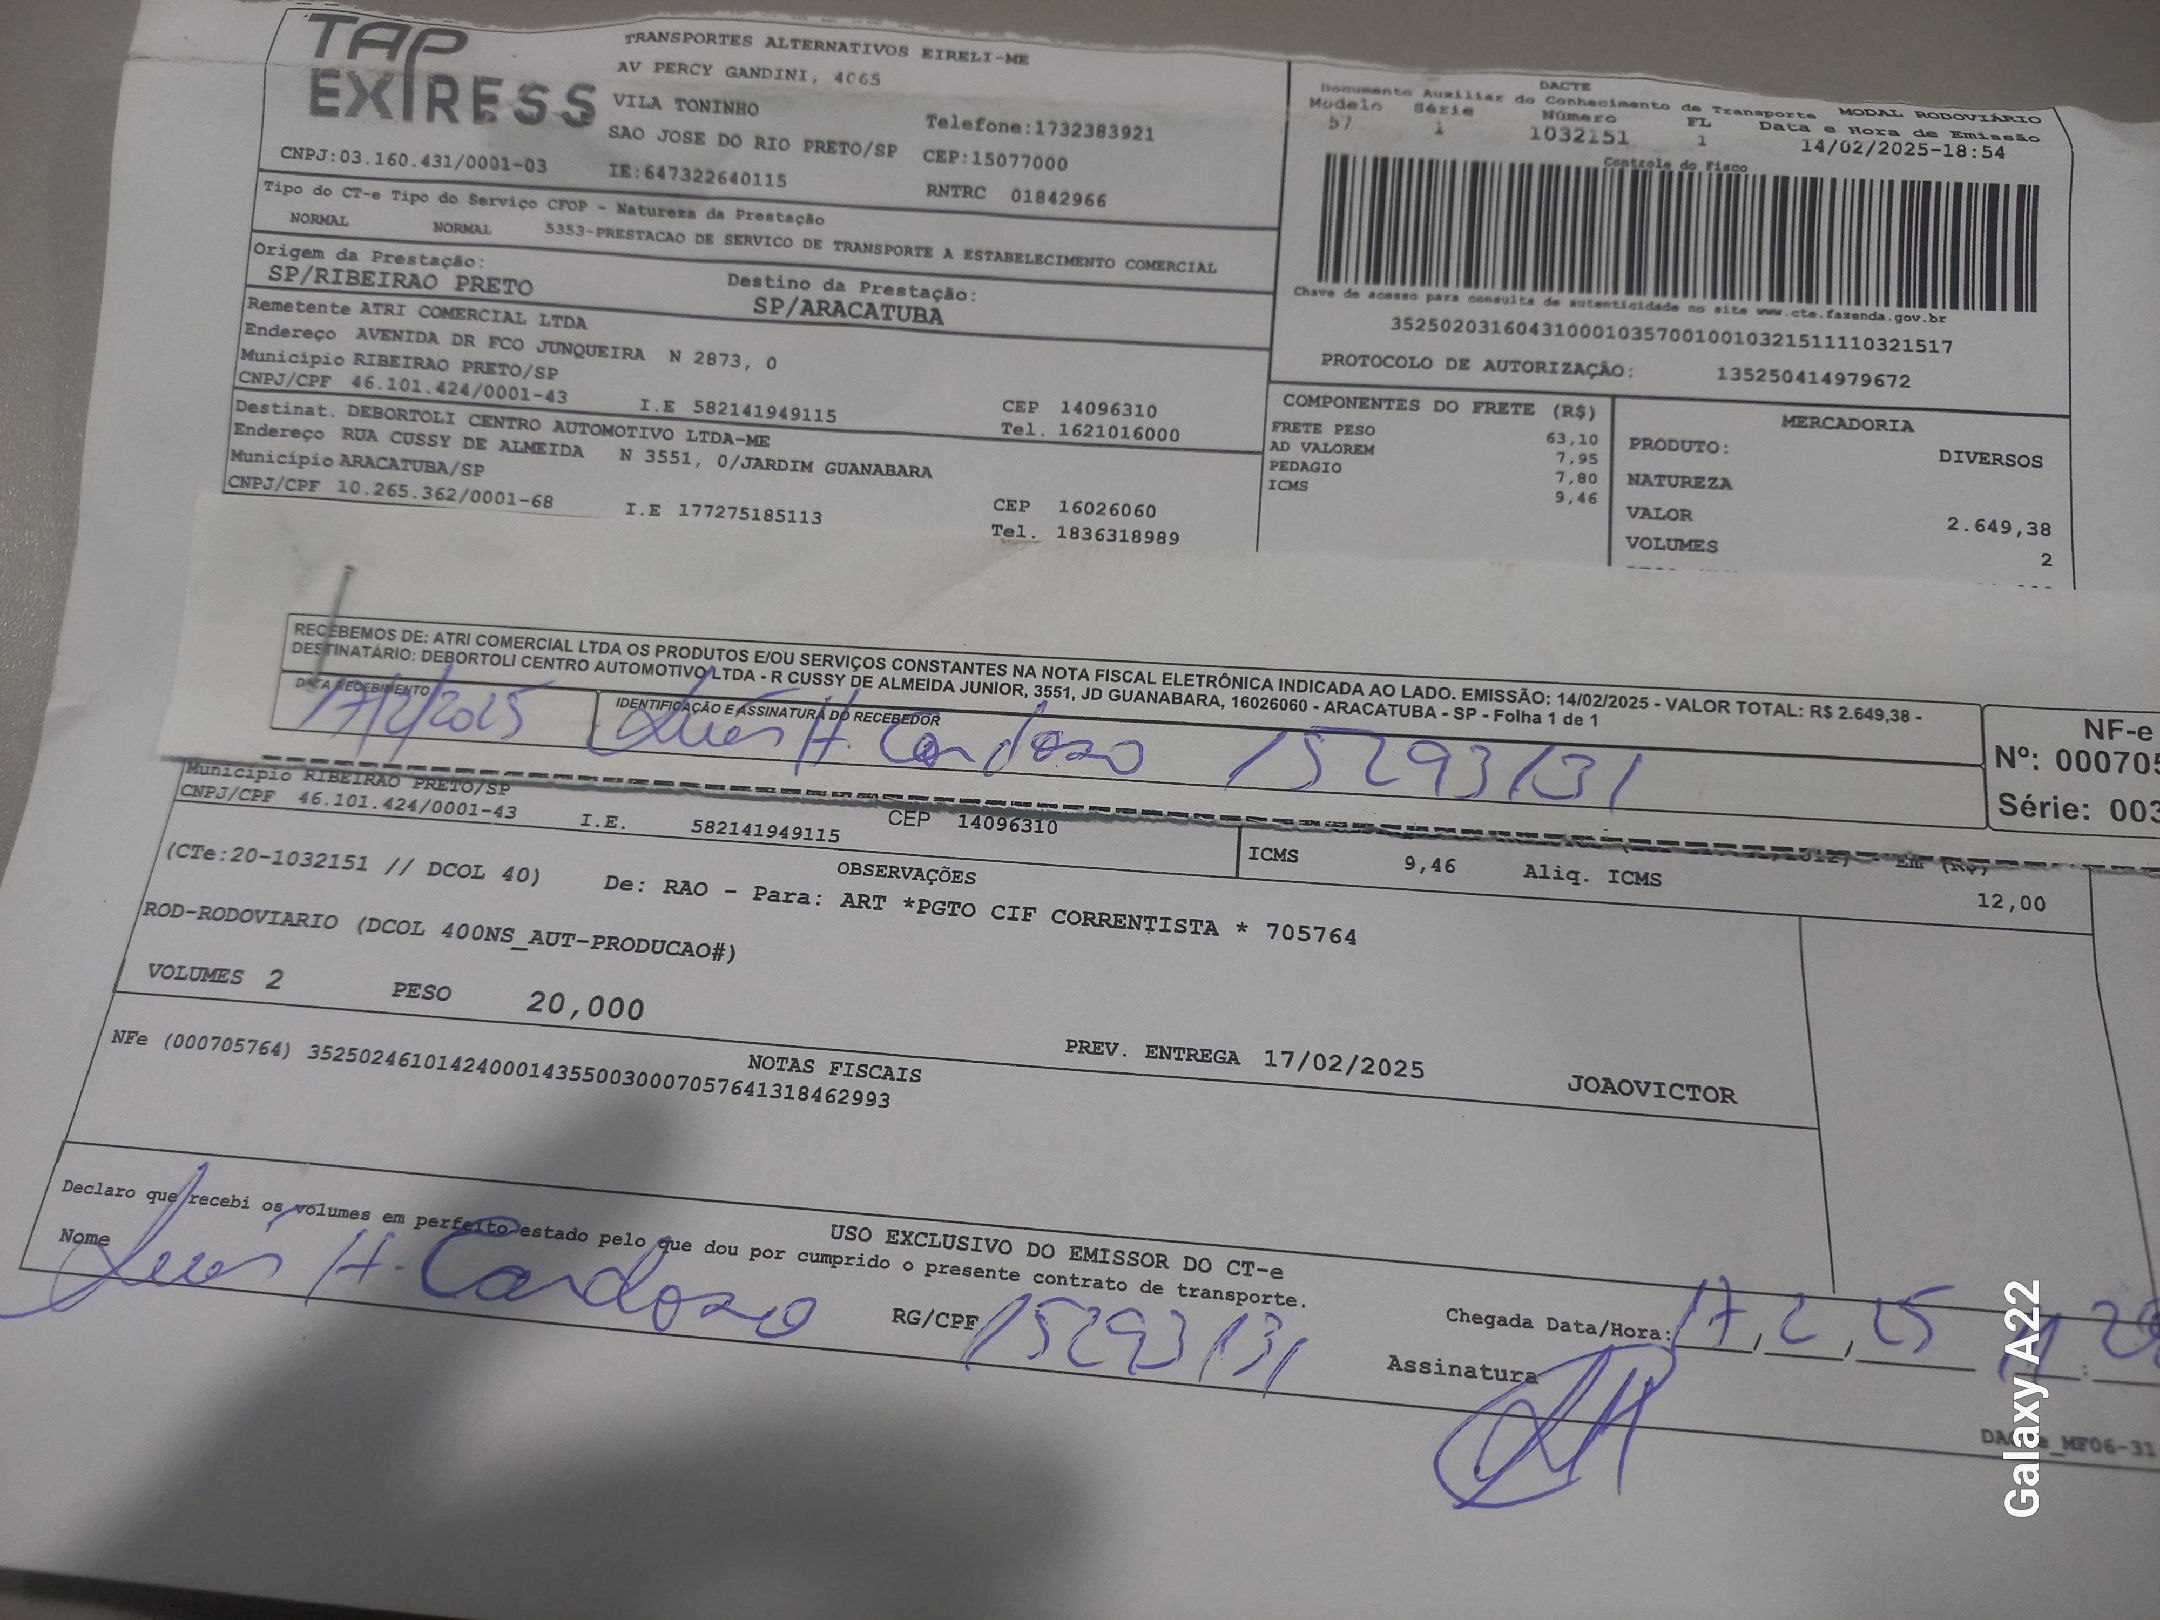 TAP EXPRESS
TRANSPORTES ALTERNATIVOS EIRELI-ME
AV PERCY GANDINI, 4065
VILA TONINHO
SAO JOSE DO RIO PRETO/SP
Telefone:1732383921
CEP:15077000
CNPJ:03.160.431/0001-03 IE:647322640115 RNTRC 01842966
Tipo do CT-e Tipo do Serviço CFOP - Natureza da Prestação
NORMAL NORMAL 5353-PRESTACAO DE SERVICO DE TRANSPORTE A ESTABELECIMENTO COMERCIAL
Origem da Prestação: Destino da Prestação:
SP/RIBEIRAO PRETO SP/ARACATUBA
Remetente ATRI COMERCIAL LTDA
Endereço AVENIDA DR FCO JUNQUEIRA N 2873, 0
Município RIBEIRAO PRETO/SP CEP 14096310
CNPJ/CPF 46.101.424/0001-43 I.E 582141949115 Tel. 1621016000
Destinat. DEBORTOLI CENTRO AUTOMOTIVO LTDA-ME
Endereço RUA CUSSY DE ALMEIDA N 3551, 0/JARDIM GUANABARA
Município ARACATUBA/SP CEP 16026060
CNPJ/CPF 10.265.362/0001-68 I.E 177275185113 Tel. 1836318989
DACTE
Documento Auxiliar do Conhecimento de Transporte MODAL RODOVIÁRIO
Modelo Série Número FL Data e Hora de Emissão
57 1 1032151 1 14/02/2025-18:54
Controle do Fisco
Chave de acesso para consulta de autenticidade no site www.cte.fazenda.gov.br
35250203160431000103570010010321511110321517
PROTOCOLO DE AUTORIZAÇÃO: 135250414979672
COMPONENTES DO FRETE (R$)
FRETE PESO 63,10
AD VALOREM 7,95
PEDAGIO 7,80
ICMS 9,46
MERCADORIA
PRODUTO: DIVERSOS
NATUREZA
VALOR 2.649,38
VOLUMES 2
RECEBEMOS DE: ATRI COMERCIAL LTDA OS PRODUTOS E/OU SERVIÇOS CONSTANTES NA NOTA FISCAL ELETRÔNICA INDICADA AO LADO. EMISSÃO: 14/02/2025 - VALOR TOTAL: R$ 2.649,38 -
DESTINATÁRIO: DEBORTOLI CENTRO AUTOMOTIVO LTDA - R CUSSY DE ALMEIDA JUNIOR, 3551, JD GUANABARA, 16026060 - ARACATUBA - SP - Folha 1 de 1
DATA RECEBIMENTO IDENTIFICAÇÃO E ASSINATURA DO RECEBEDOR
17/2/2025 Luis H. Cardozo 15293131
NF-e
Nº: 000705
Série: 003
Município RIBEIRAO PRETO/SP
CNPJ/CPF 46.101.424/0001-43 I.E. 582141949115 CEP 14096310
Em (R$)
ICMS 9,46 Aliq. ICMS 12,00
OBSERVAÇÕES
(CTe:20-1032151 // DCOL 40) De: RAO - Para: ART *PGTO CIF CORRENTISTA * 705764
ROD-RODOVIARIO (DCOL 400NS_AUT-PRODUCAO#)
VOLUMES 2 PESO 20,000 PREV. ENTREGA 17/02/2025 JOAOVICTOR
NOTAS FISCAIS
NFe (000705764) 35250246101424000143550030007057641318462993
USO EXCLUSIVO DO EMISSOR DO CT-e
Declaro que recebi os volumes em perfeito estado pelo que dou por cumprido o presente contrato de transporte.
Nome Luis H. Cardozo RG/CPF 15293131 Chegada Data/Hora: 17, 2, 25
Assinatura
Galaxy A22